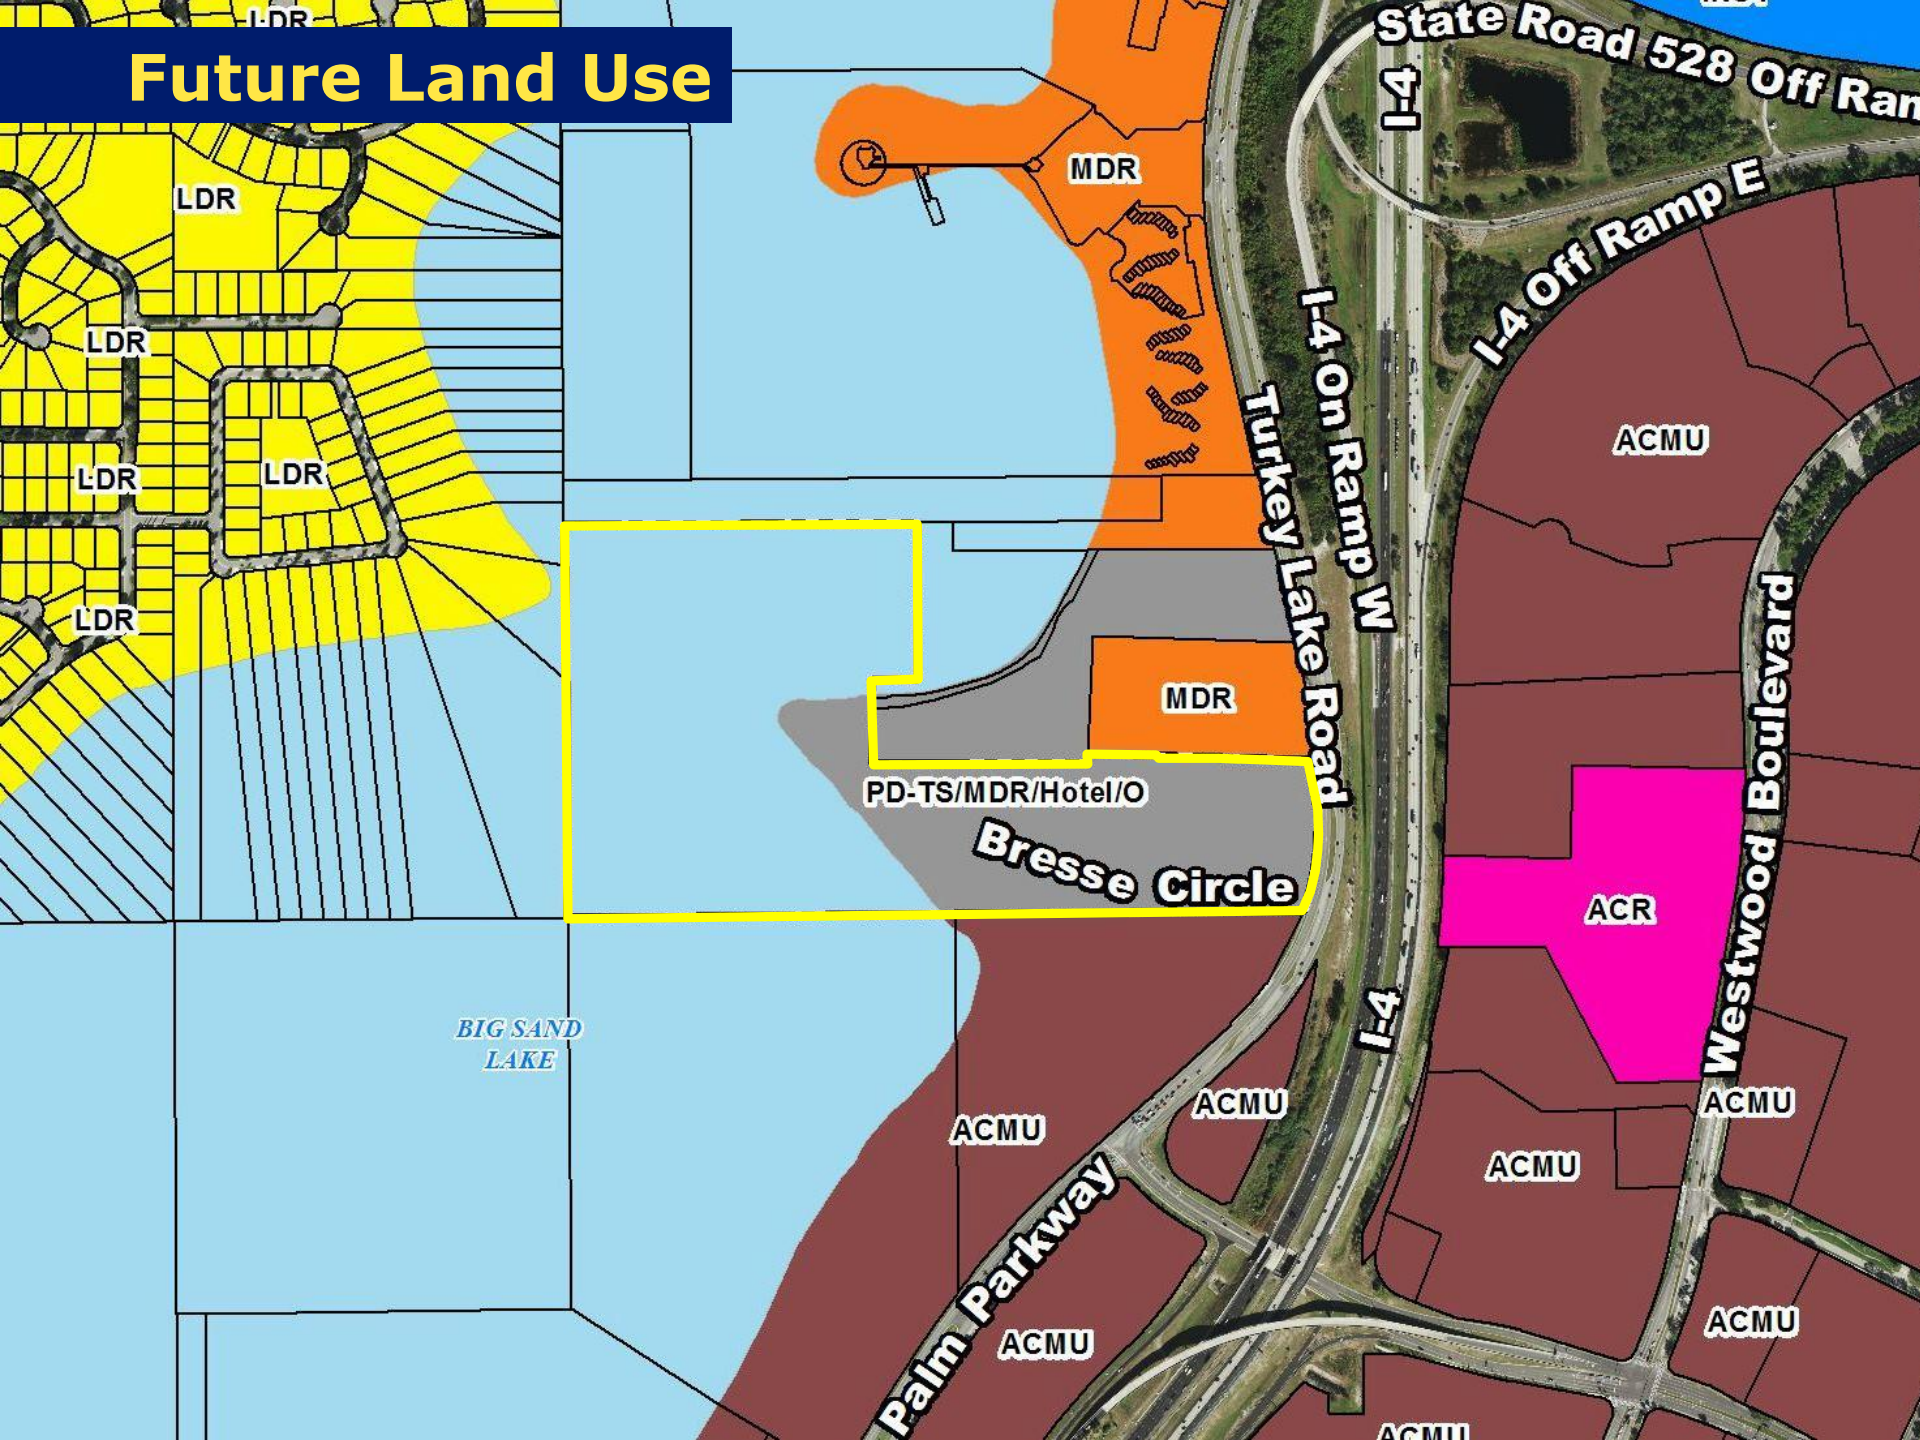 LDR
Future Land Use
State Road 528 Off Ran
I-4
MDR
I-4 Off Ramp E
LDR
I-4 On Ramp W
LDR
Turkey Lake Road
ACMU
LDR
LDR
LDR
MDR
Westwood Boulevard
PD-TS/MDR/Hotel/O
Bresse Circle
ACR
BIG SAND
LAKE
I-4
ACMU
ACMU
ACMU
ACMU
Palm Parkway
ACMU
ACMU
ACMU